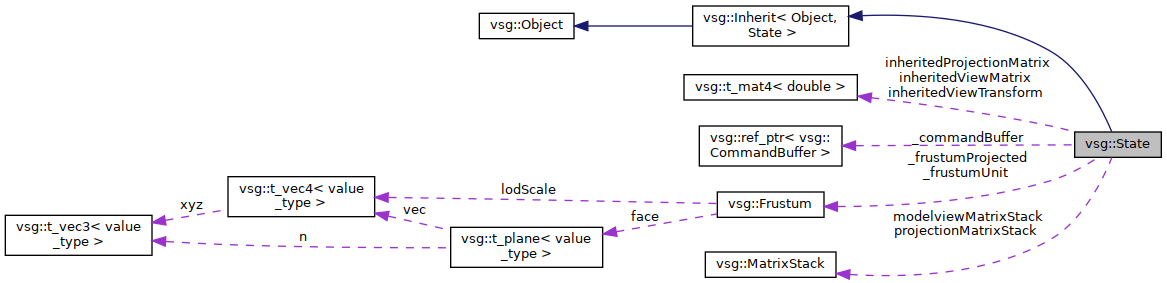 vsg::Object
vsg::Inherit< Object,
State >
inheritedProjectionMatrix
inheritedViewMatrix
inheritedViewTransform
vsg::t_mat4< double >
vsg::ref_ptr< vsg::
CommandBuffer >
_commandBuffer
vsg::State
_frustumProjected
_frustumUnit
vsg::t_vec4< value
_type >
lodScale
vsg::Frustum
xyz
vec
face
modelviewMatrixStack
projectionMatrixStack
vsg::t_vec3< value
_type >
n
vsg::t_plane< value
_type >
vsg::MatrixStack